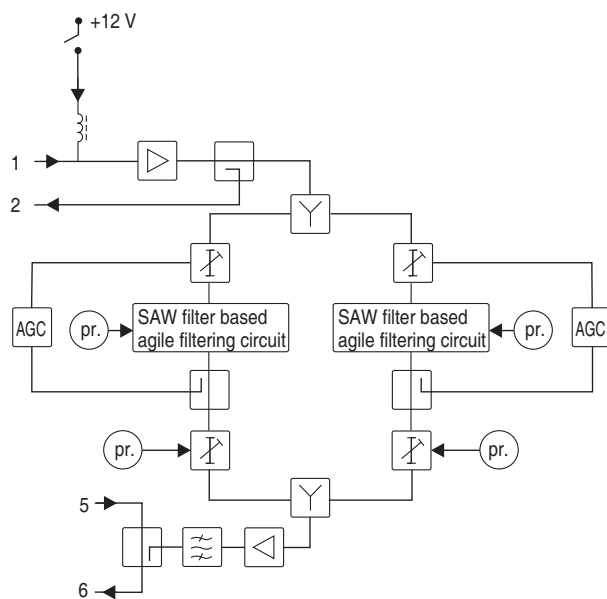 +12 V
1
2
SAW filter based
agile filtering circuit
SAW filter based
agile filtering circuit
AGC
pr.
pr.
AGC
pr.
pr.
5
6